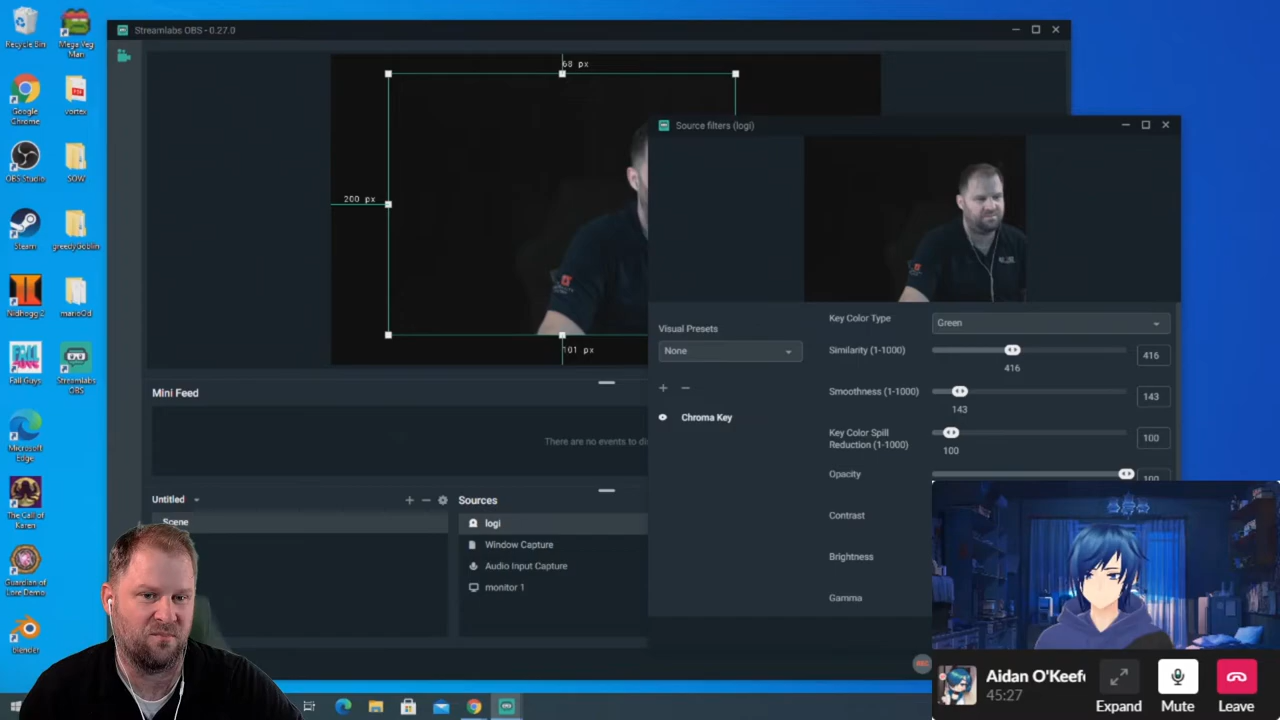 Streamlabs OBS - 0.27.0
Recycle Bin
Mega Veg
Man
Google
Chrome
vortex
OBS Studio
SOW
Steam
greedyGoblin
Nidhogg 2
marioOd
Fall Guys
Streamlabs
OBS
Microsoft
Edge
The Call of
Karen
Guardian of
Lore Demo
blender
68 px
200 px
101 px
Source filters (logi)
Visual Presets
None
+ −
Chroma Key
Key Color Type
Green
Similarity (1-1000)
416
416
Smoothness (1-1000)
143
143
Key Color Spill
Reduction (1-1000)
100
100
Opacity
100
Contrast
Brightness
Gamma
Mini Feed
There are no events to dis
Untitled
Scene
Sources
logi
Window Capture
Audio Input Capture
monitor 1
REC
Aidan O'Keef
45:27
Expand
Mute
Leave